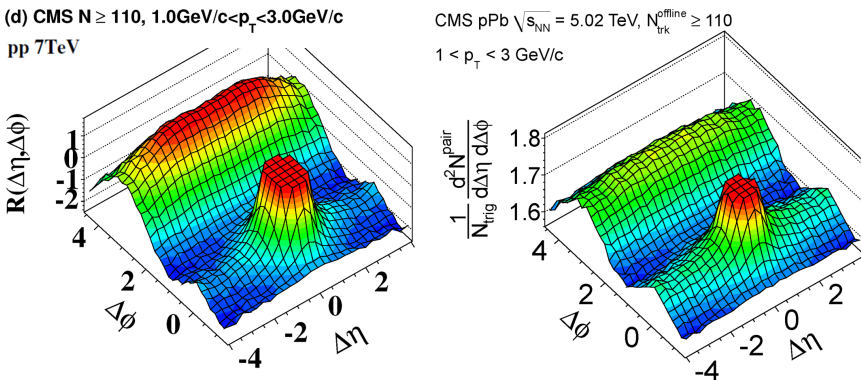 (d) CMS N ≥ 110, 1.0GeV/c<p_T<3.0GeV/c
pp 7TeV
R(Δη,Δϕ)
1
0
-1
-2
4
2
0
Δϕ
-4
-2
0
2
Δη
CMS pPb √s_NN = 5.02 TeV, N_trk^offline ≥ 110
1 < p_T < 3 GeV/c
1/N_trig d²N^pair/dΔη dΔϕ
1.8
1.7
1.6
4
2
0
Δϕ
-4
-2
0
2
Δη